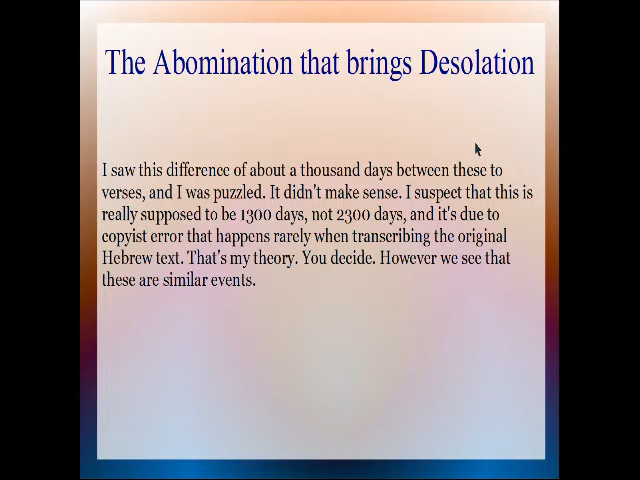 The Abomination that brings Desolation
I saw this difference of about a thousand days between these to
verses, and I was puzzled. It didn't make sense. I suspect that this is
really supposed to be 1300 days, not 2300 days, and it's due to
copyist error that happens rarely when transcribing the original
Hebrew text. That's my theory. You decide. However we see that
these are similar events.